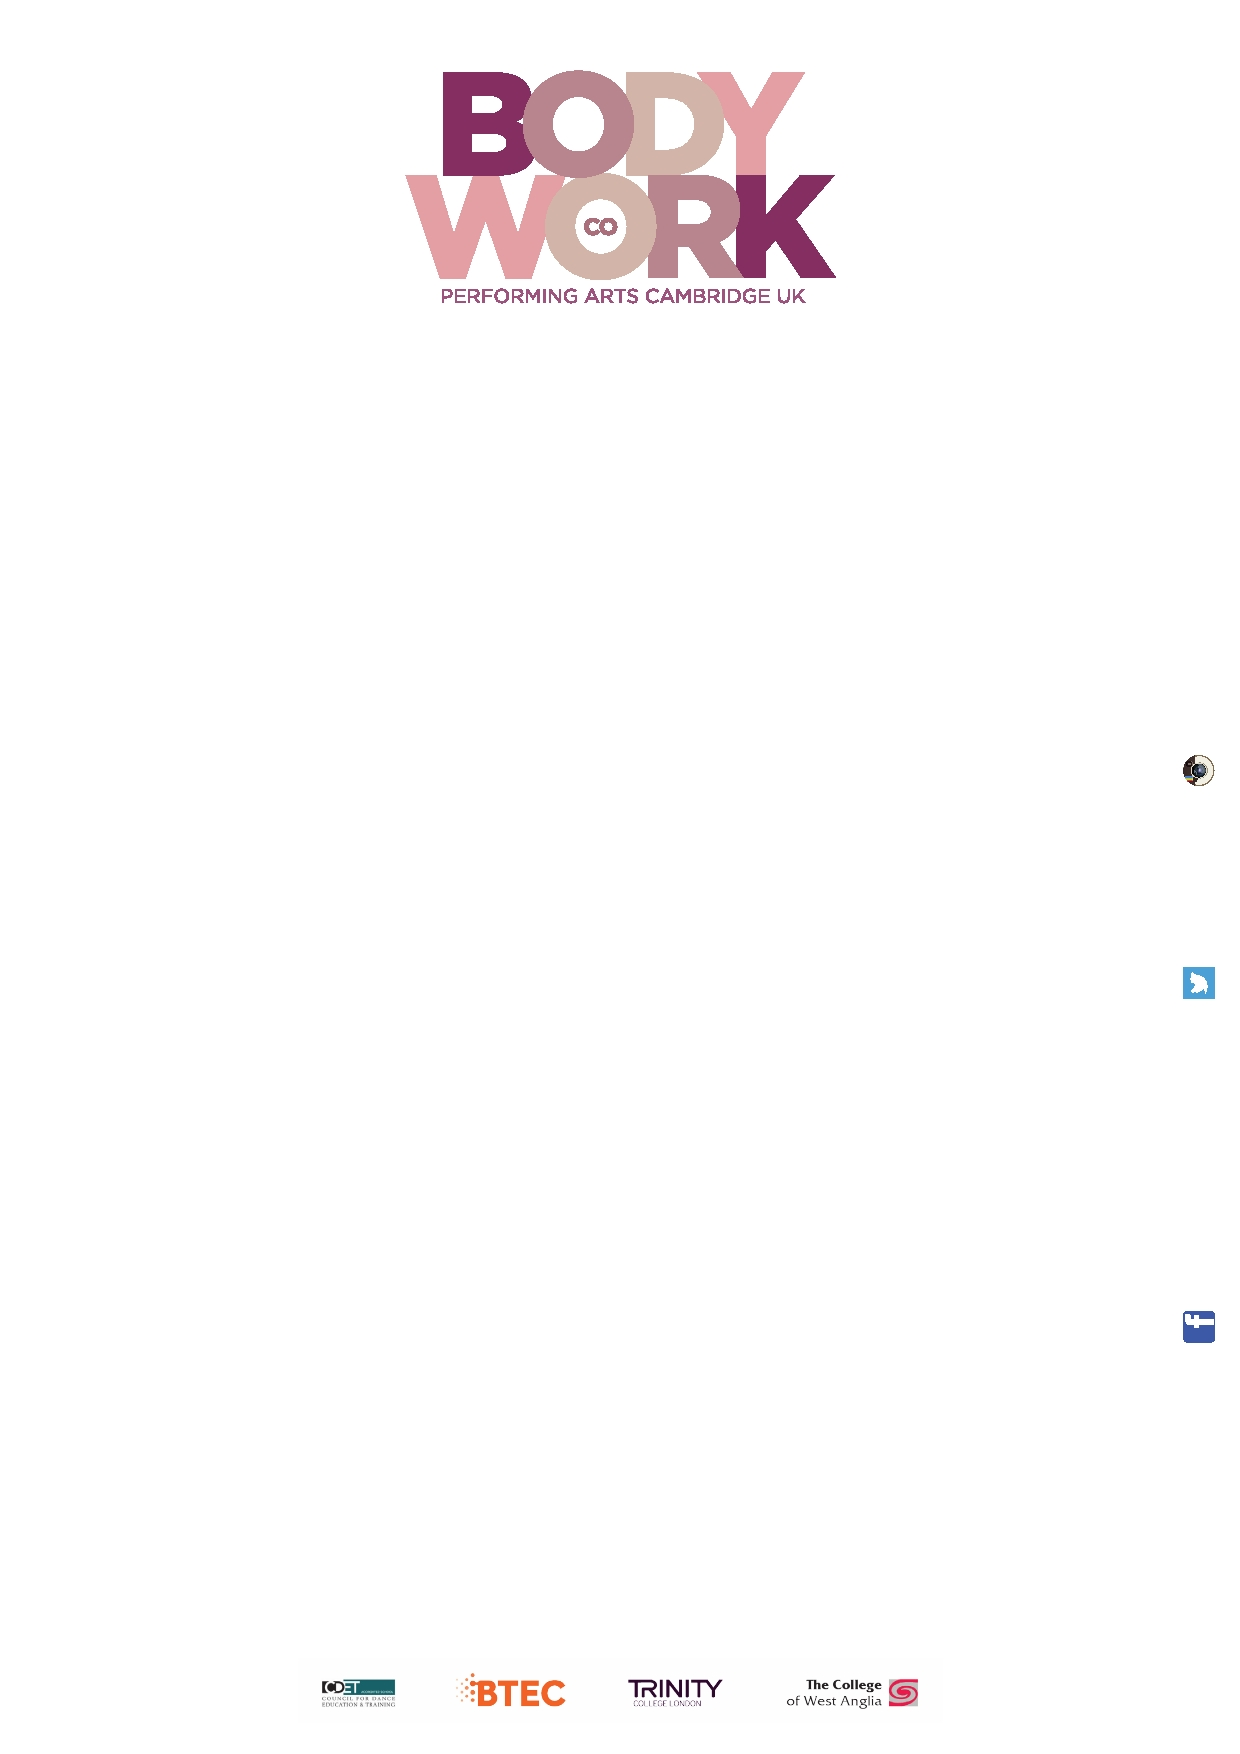 BODY
WORK
CO
PERFORMING ARTS CAMBRIDGE UK
CDET
COUNCIL FOR DANCE
EDUCATION & TRAINING
BTEC
TRINITY
COLLEGE LONDON
The College
of West Anglia